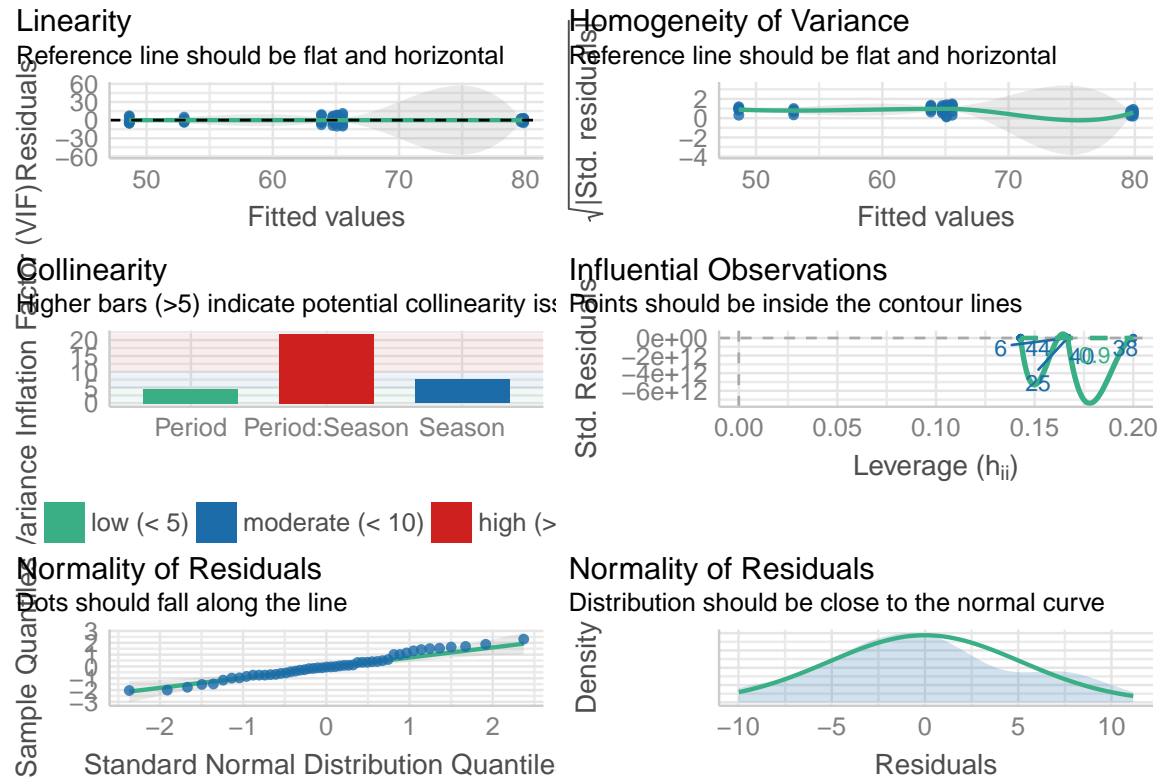 Linearity
Reference line should be flat and horizontal
Residuals
60
30
0
−30
−60
50
60
70
80
Fitted values
Homogeneity of Variance
Reference line should be flat and horizontal
√|Std. residuals|
2
0
−2
−4
50
60
70
80
Fitted values
Collinearity
Higher bars (>5) indicate potential collinearity iss
Variance Inflation Factor (VIF)
20
15
10
5
0
Period
Period:Season
Season
low (< 5)
moderate (< 10)
high (>
Influential Observations
Points should be inside the contour lines
Std. Residuals
0e+00
−2e+12
−4e+12
−6e+12
6
44
40
0.9
38
25
0.00
0.05
0.10
0.15
0.20
Leverage (hii)
Normality of Residuals
Dots should fall along the line
Sample Quantiles
3
2
1
0
−1
−2
−3
−2
−1
0
1
2
Standard Normal Distribution Quantile
Normality of Residuals
Distribution should be close to the normal curve
Density
−10
−5
0
5
10
Residuals